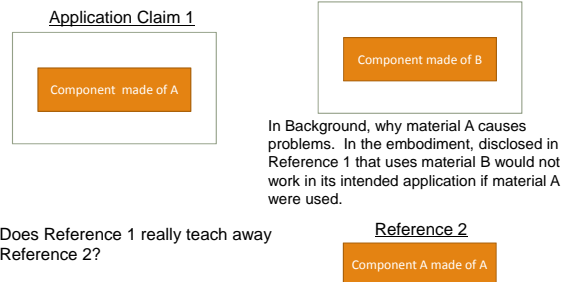 Application Claim 1
Component made of A
Component made of B
In Background, why material A causes
problems. In the embodiment, disclosed in
Reference 1 that uses material B would not
work in its intended application if material A
were used.
Does Reference 1 really teach away
Reference 2?
Reference 2
Component A made of A